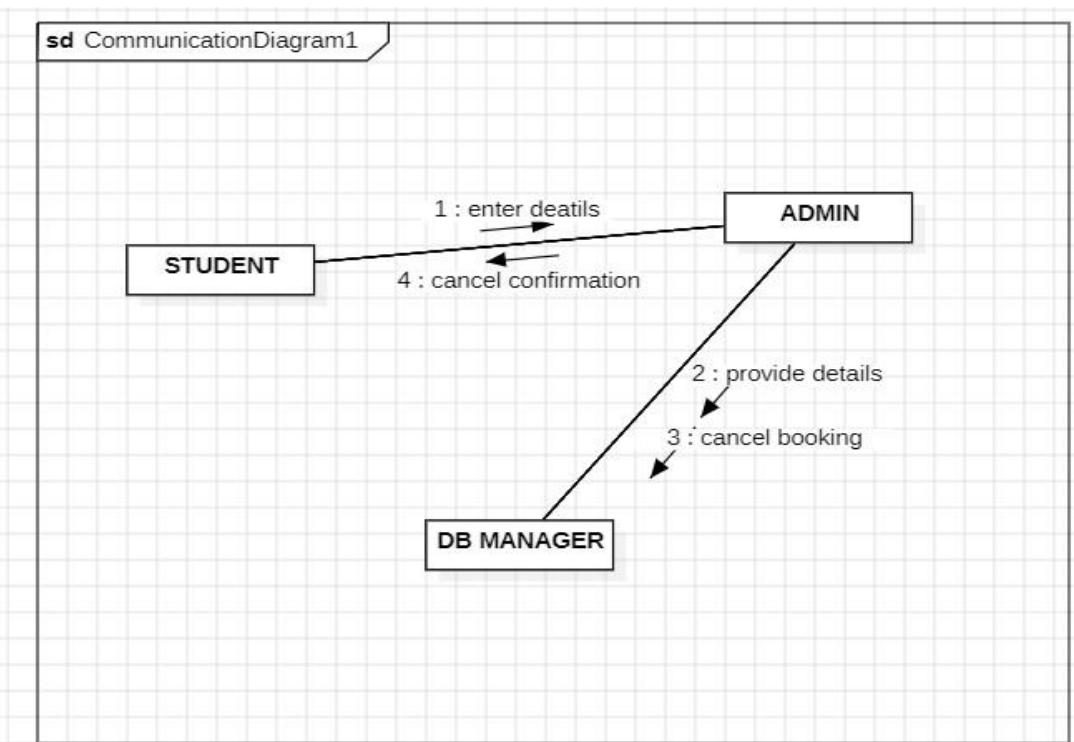 sd CommunicationDiagram1
1 : enter deatils
ADMIN
STUDENT
4 : cancel confirmation
2 : provide details
3 : cancel booking
DB MANAGER